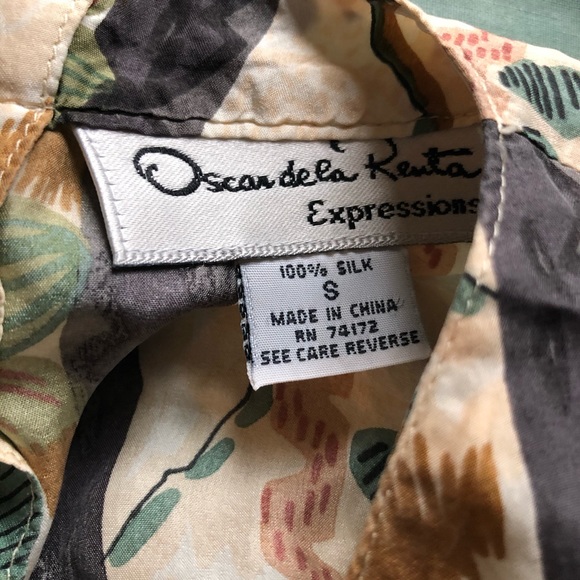 Oscar de la Renta
Expressions
100% SILK
S
MADE IN CHINA
RN 74172
SEE CARE REVERSE